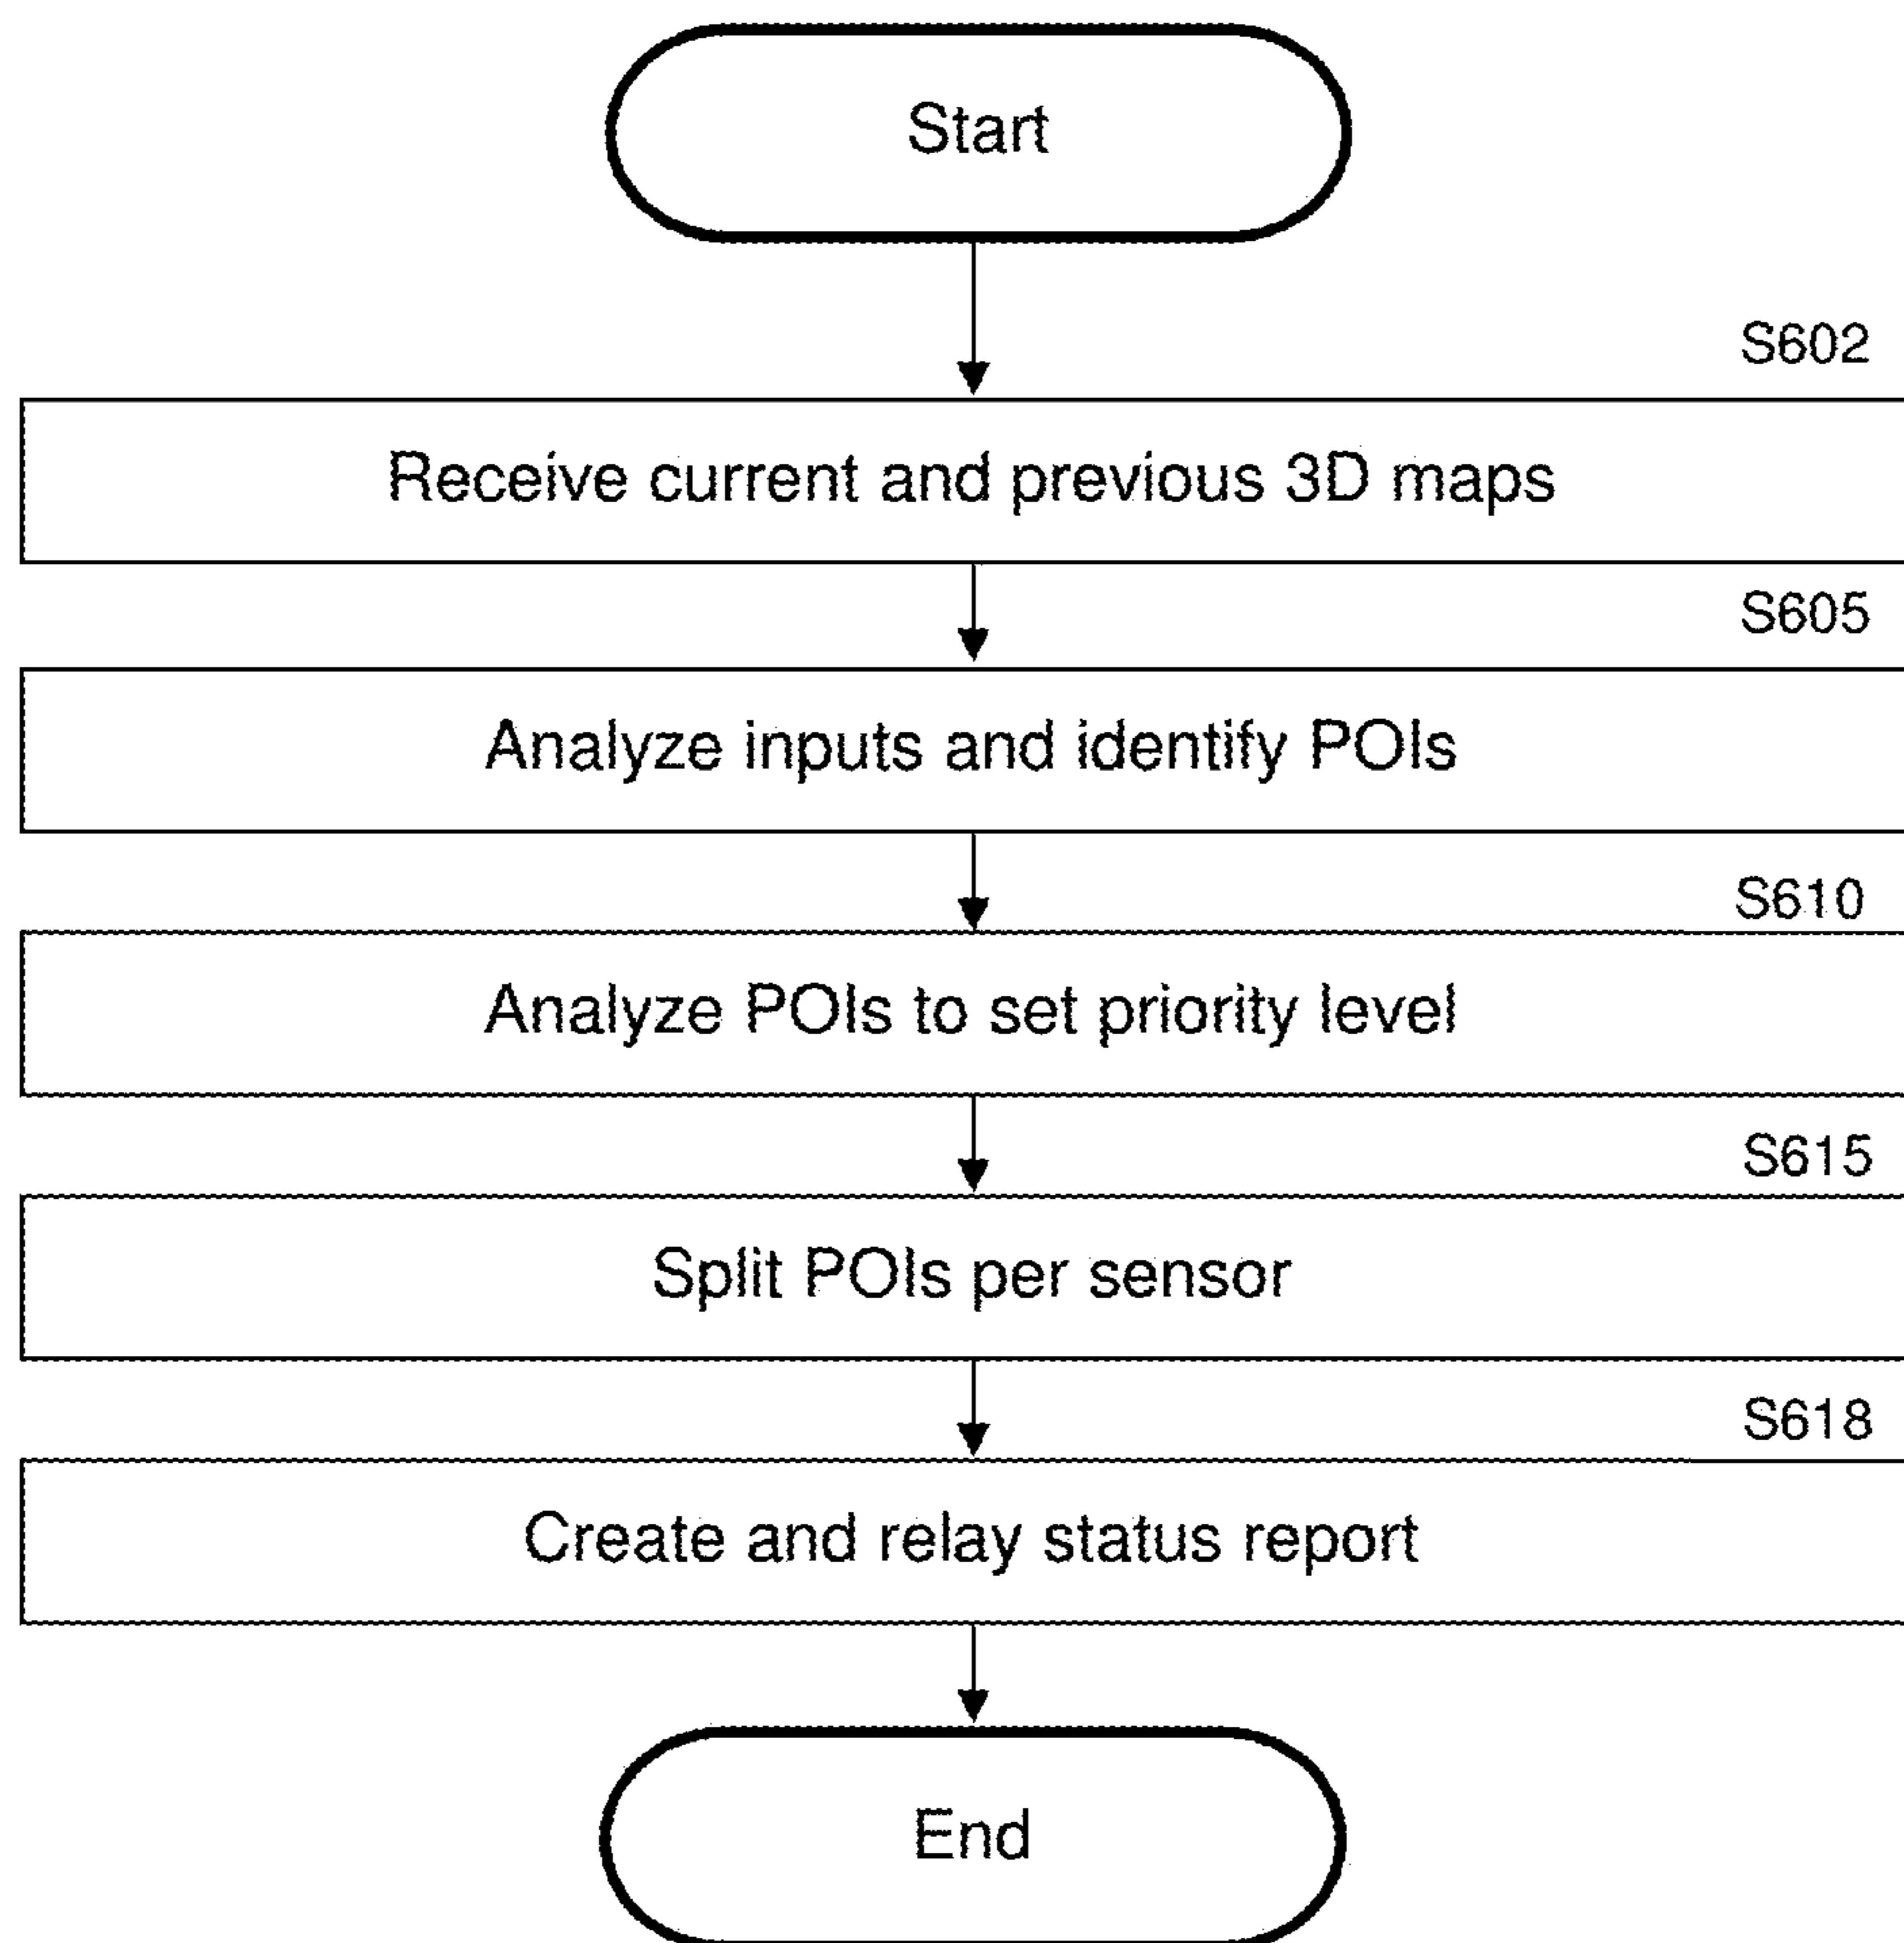 Start
S602
Receive current and previous 3D maps
S605
Analyze inputs and identify POIs
S610
Analyze POIs to set priority level
S615
Split POIs per sensor
S618
Create and relay status report
End